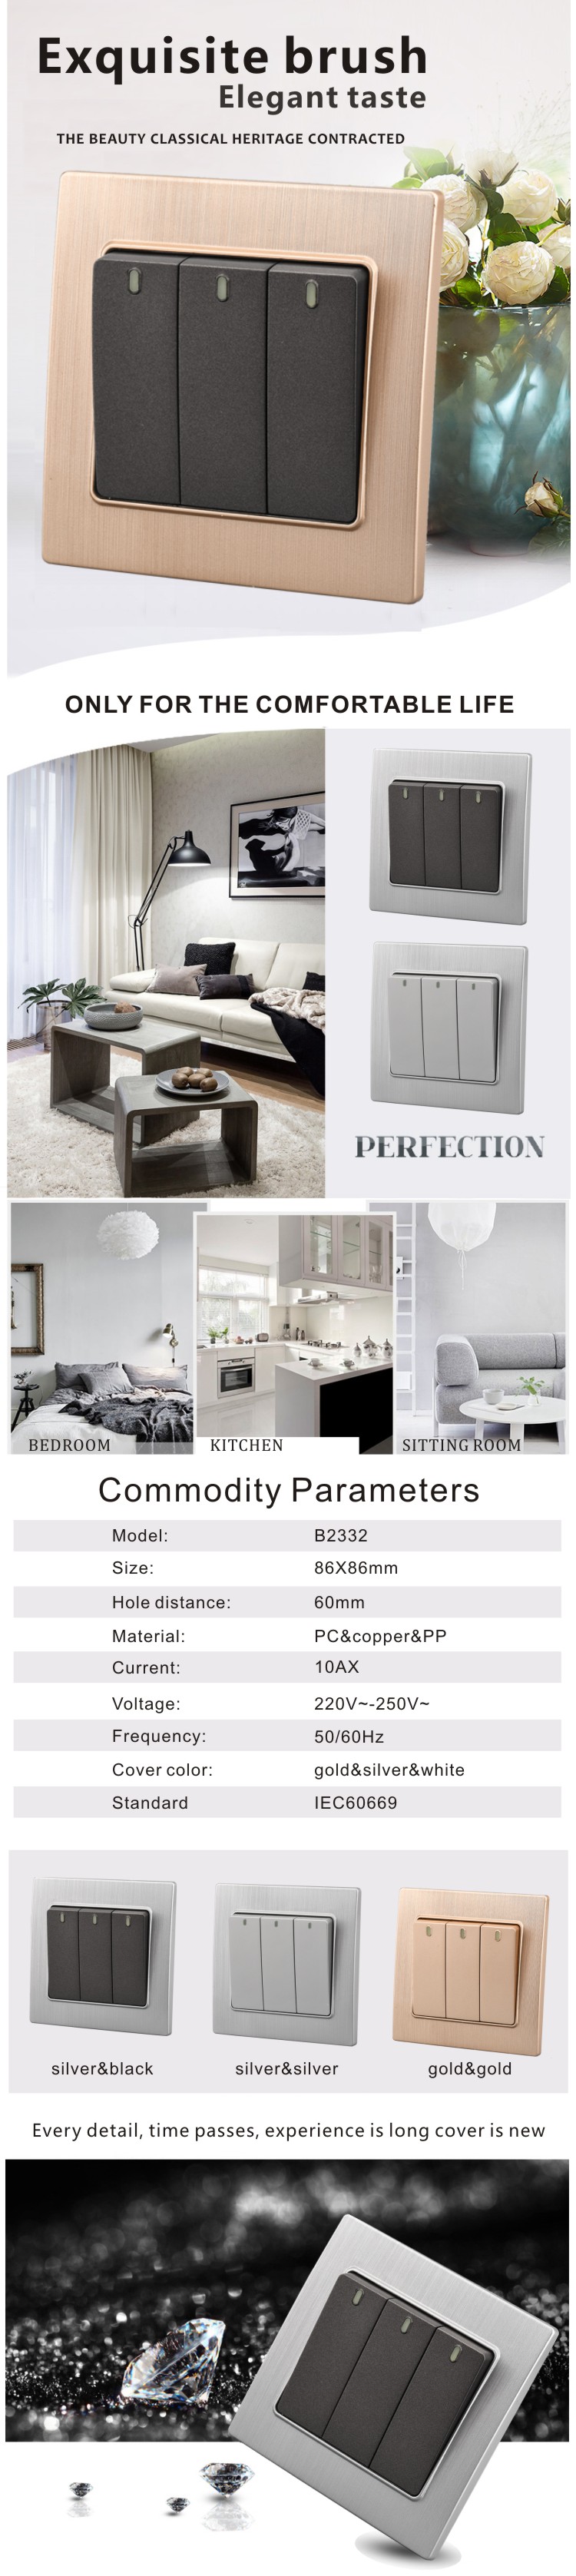 Exquisite brush
Elegant taste
THE BEAUTY CLASSICAL HERITAGE CONTRACTED
ONLY FOR THE COMFORTABLE LIFE
PERFECTION
BEDROOM
KITCHEN
SITTING ROOM
Commodity Parameters
Model: B2332
Size: 86X86mm
Hole distance: 60mm
Material: PC&copper&PP
Current: 10AX
Voltage: 220V~-250V~
Frequency: 50/60Hz
Cover color: gold&silver&white
Standard IEC60669
silver&black
silver&silver
gold&gold
Every detail, time passes, experience is long cover is new